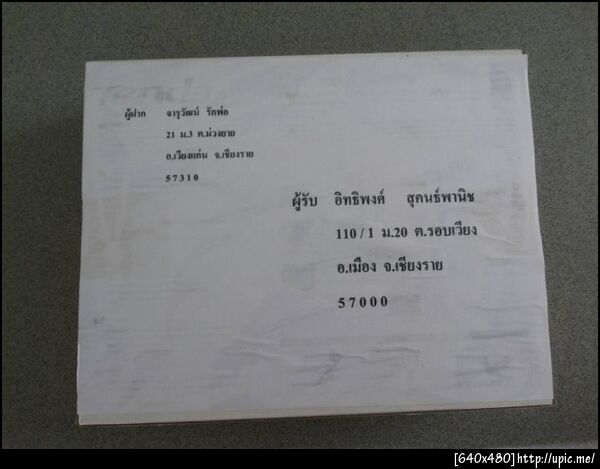 ผู้ฝาก จารุวัฒน์ รักพ่อ
21 ม.3 ต.ม่วงยาย
อ.เวียงแก่น จ.เชียงราย
57310
ผู้รับ อิทธิพงศ์ สุคนธ์พานิช
110/1 ม.20 ต.รอบเวียง
อ.เมือง จ.เชียงราย
57000
[640x480]http://upic.me/